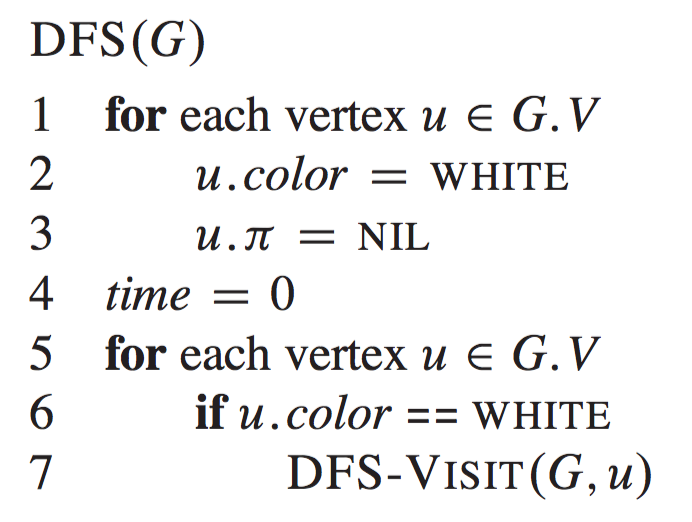 DFS(G)
1 for each vertex u ∈ G.V
2 u.color = WHITE
3 u.π = NIL
4 time = 0
5 for each vertex u ∈ G.V
6 if u.color == WHITE
7 DFS-VISIT(G, u)